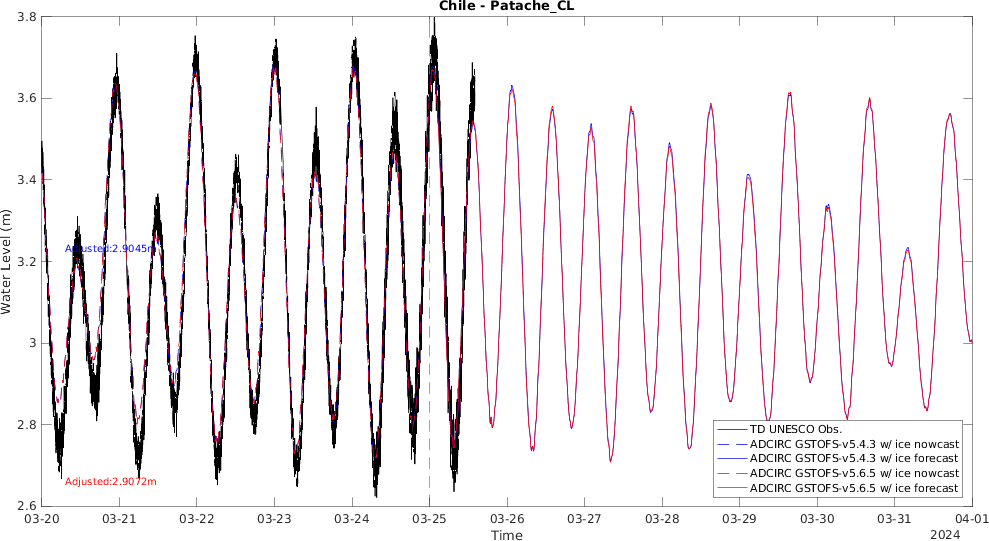 Chile - Patache_CL
Water Level (m)
3.8
3.6
3.4
3.2
3
2.8
2.6
Adjusted:2.9045m
Adjusted:2.9072m
TD UNESCO Obs.
ADCIRC GSTOFS-v5.4.3 w/ ice nowcast
ADCIRC GSTOFS-v5.4.3 w/ ice forecast
ADCIRC GSTOFS-v5.6.5 w/ ice nowcast
ADCIRC GSTOFS-v5.6.5 w/ ice forecast
03-20 03-21 03-22 03-23 03-24 03-25 03-26 03-27 03-28 03-29 03-30 03-31 04-01
Time
2024